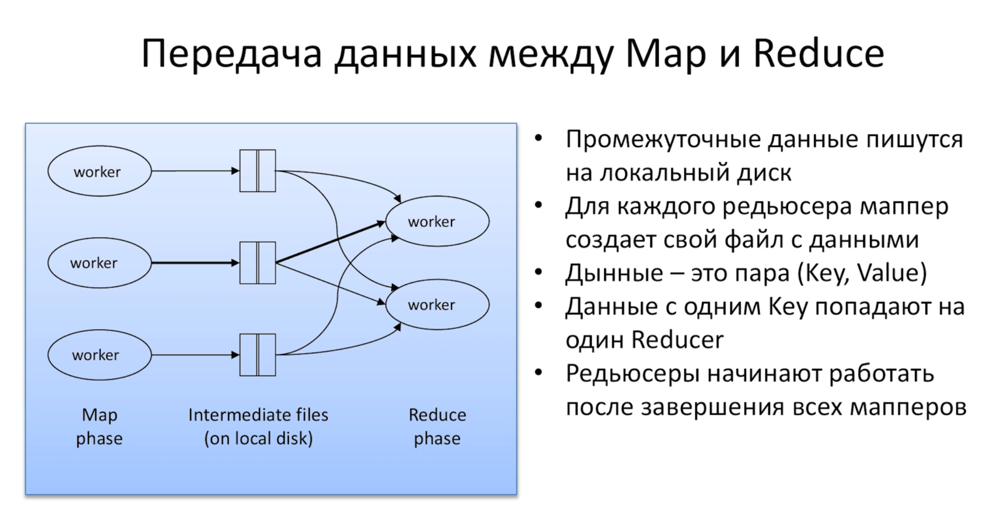 Передача данных между Map и Reduce
worker
worker
worker
worker
worker
Map
phase
Intermediate files
(on local disk)
Reduce
phase
• Промежуточные данные пишутся
на локальный диск
• Для каждого редьюсера маппер
создает свой файл с данными
• Дынные – это пара (Key, Value)
• Данные с одним Key попадают на
один Reducer
• Редьюсеры начинают работать
после завершения всех мапперов